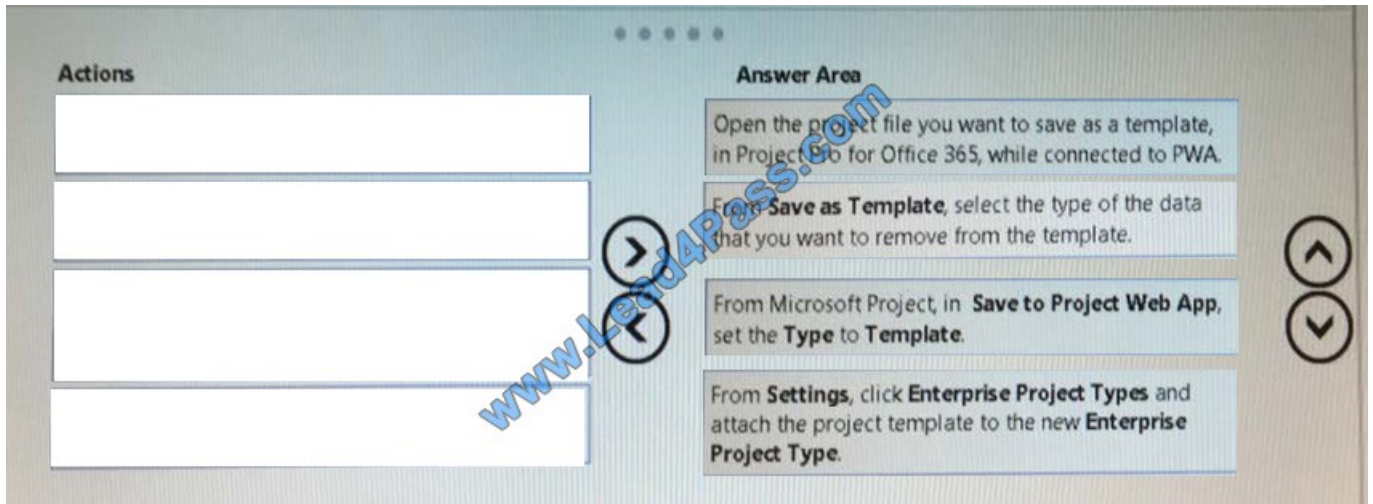 Actions
Answer Area
Open the project file you want to save as a template,
in Project Pro for Office 365, while connected to PWA.
From Save as Template, select the type of the data
that you want to remove from the template.
From Microsoft Project, in Save to Project Web App,
set the Type to Template.
From Settings, click Enterprise Project Types and
attach the project template to the new Enterprise
Project Type.
www.Lead4Pass.com